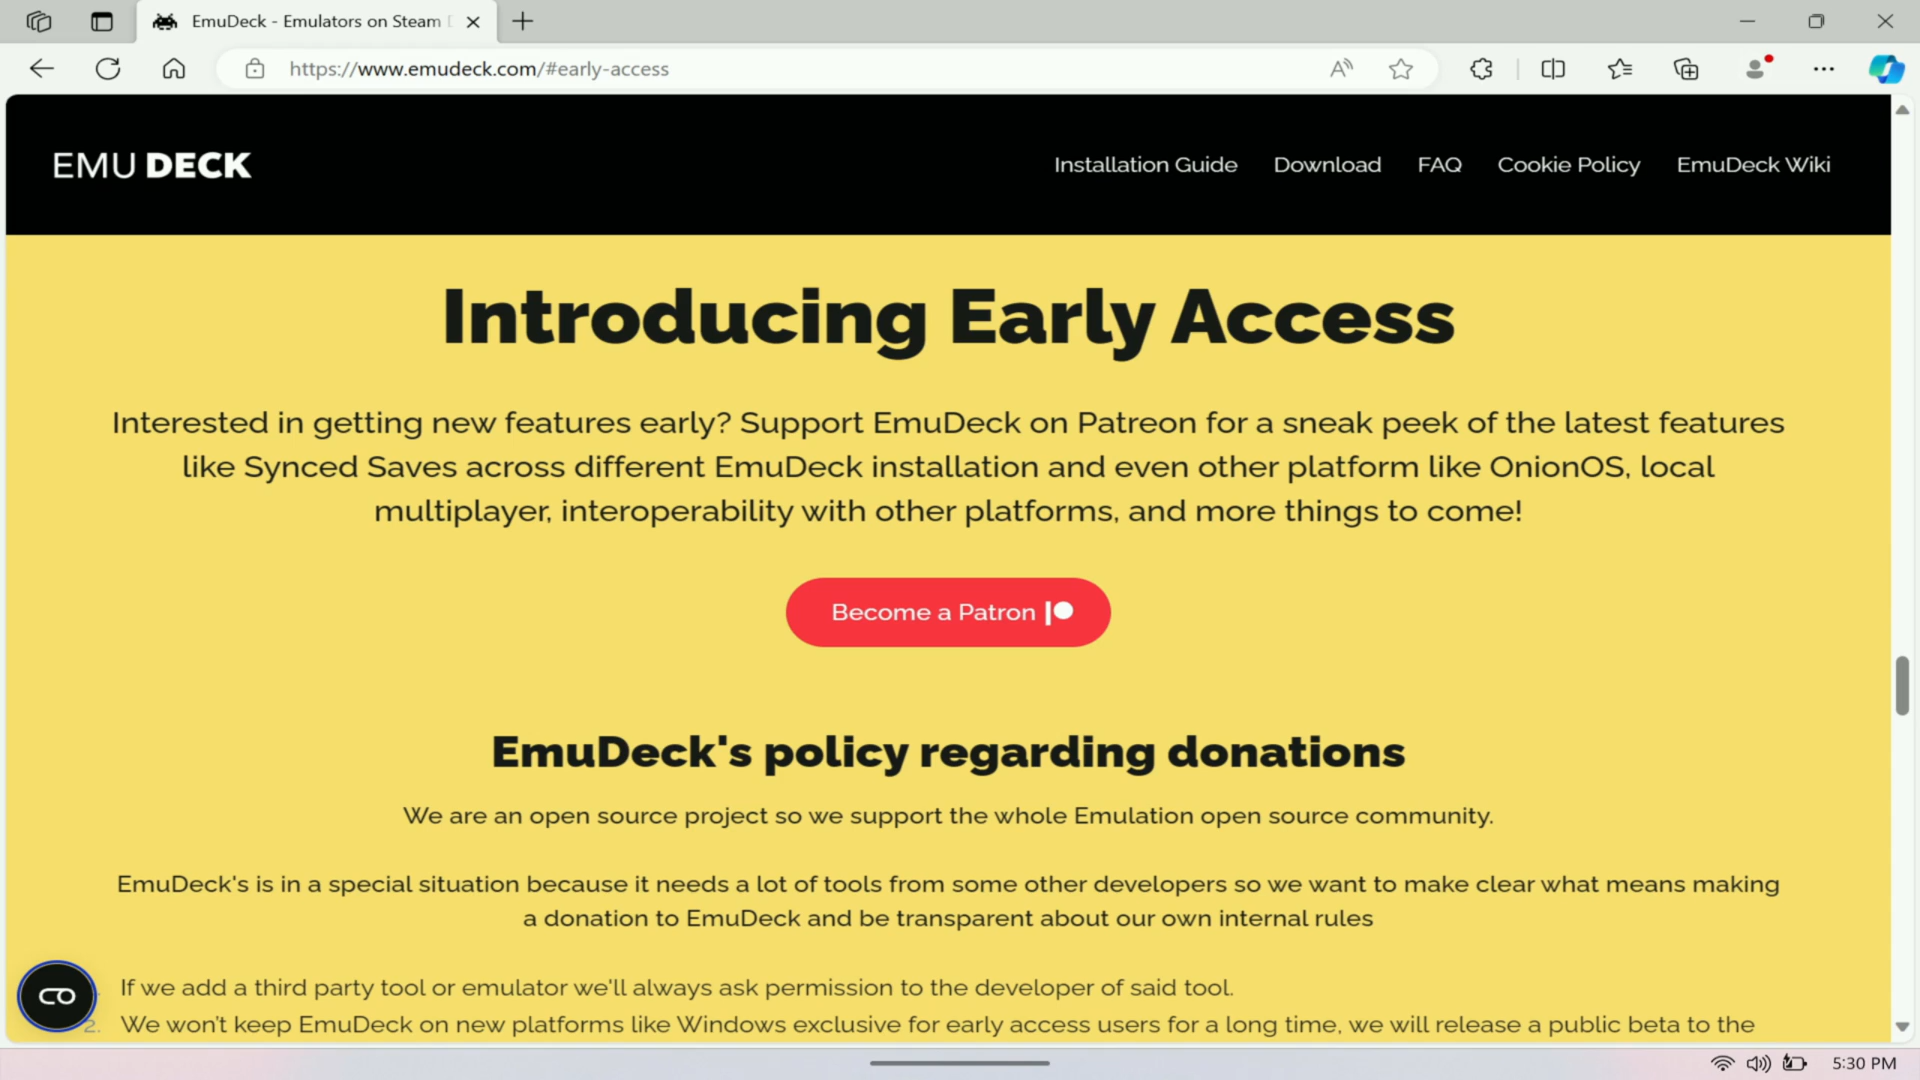 EmuDeck - Emulators on Steam
https://www.emudeck.com/#early-access
EMU DECK
Installation Guide
Download
FAQ
Cookie Policy
EmuDeck Wiki
Introducing Early Access
Interested in getting new features early? Support EmuDeck on Patreon for a sneak peek of the latest features
like Synced Saves across different EmuDeck installation and even other platform like OnionOS, local
multiplayer, interoperability with other platforms, and more things to come!
Become a Patron
EmuDeck's policy regarding donations
We are an open source project so we support the whole Emulation open source community.
EmuDeck's is in a special situation because it needs a lot of tools from some other developers so we want to make clear what means making
a donation to EmuDeck and be transparent about our own internal rules
If we add a third party tool or emulator we'll always ask permission to the developer of said tool.
2. We won't keep EmuDeck on new platforms like Windows exclusive for early access users for a long time, we will release a public beta to the
5:30 PM